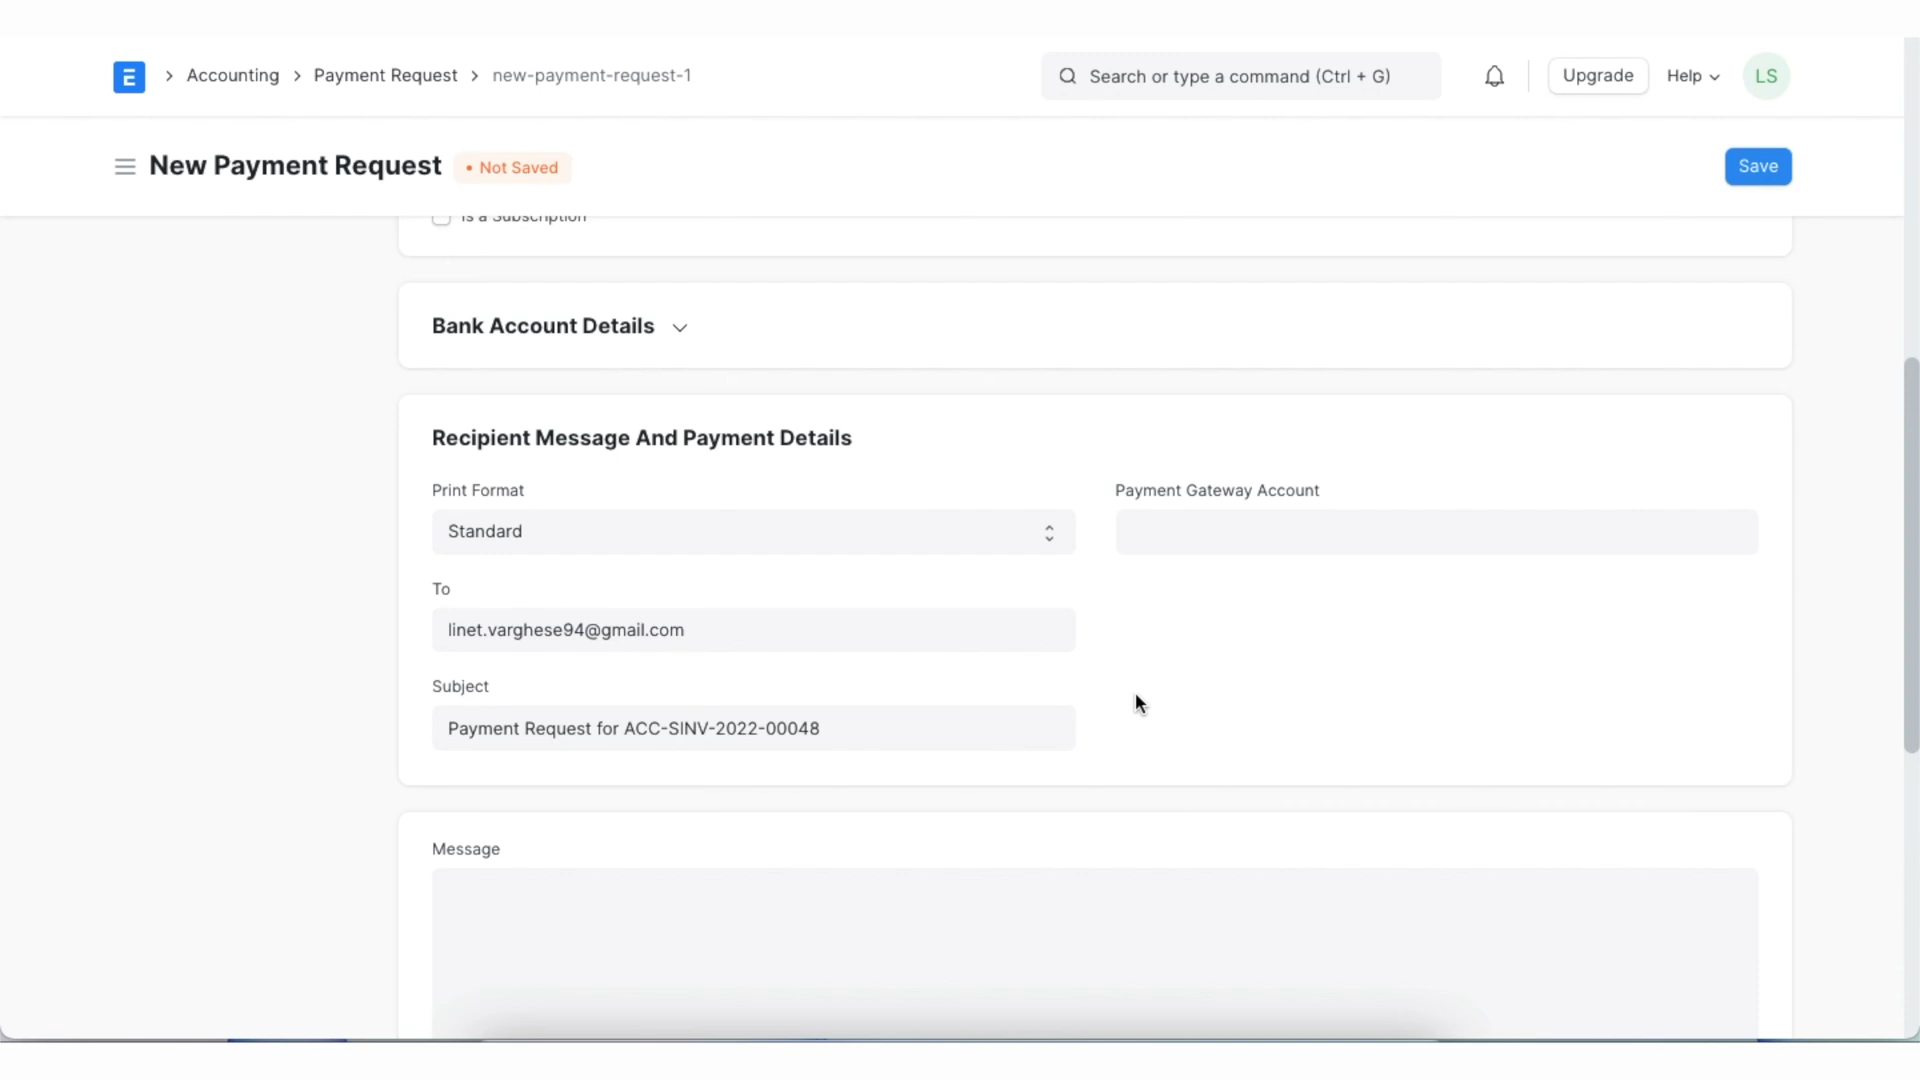 E > Accounting > Payment Request > new-payment-request-1 Search or type a command (Ctrl + G) Upgrade Help LS
New Payment Request • Not Saved Save
Is a Subscription
Bank Account Details
Recipient Message And Payment Details
Print Format Payment Gateway Account
Standard
To
linet.varghese94@gmail.com
Subject
Payment Request for ACC-SINV-2022-00048
Message